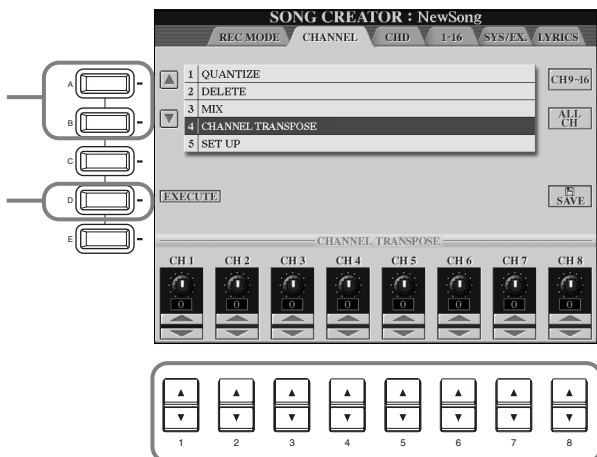 SONG CREATOR : NewSong
REC MODE CHANNEL CHD 1-16 SYS/EX. LYRICS
1 QUANTIZE
2 DELETE
3 MIX
4 CHANNEL TRANSPOSE
5 SET UP
CH9~16
ALL CH
EXECUTE
SAVE
A
B
C
D
E
CHANNEL TRANSPOSE
CH 1 CH 2 CH 3 CH 4 CH 5 CH 6 CH 7 CH 8
0 0 0 0 0 0 0 0
1 2 3 4 5 6 7 8